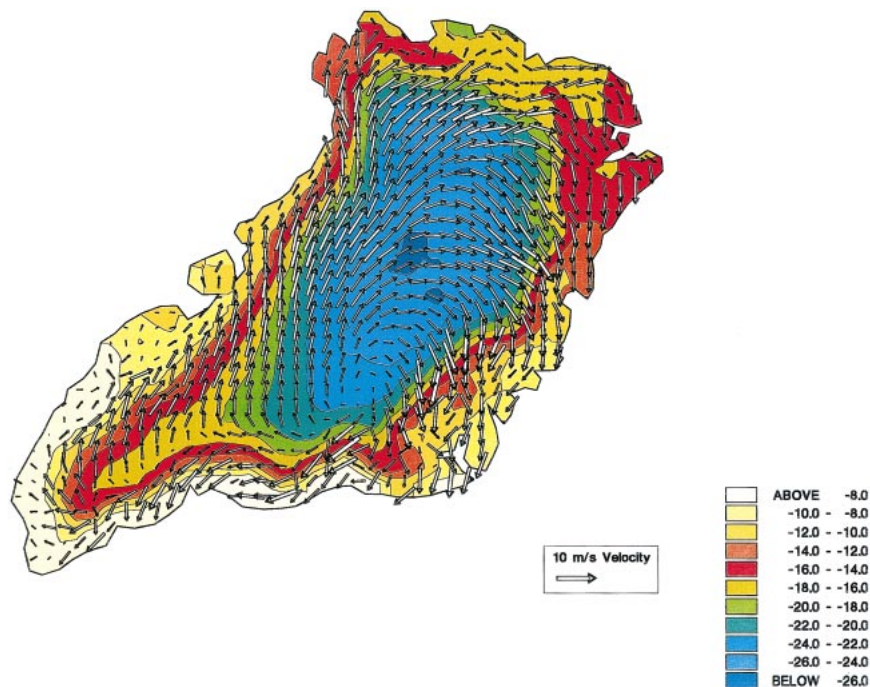 10 m/s Velocity
ABOVE -8.0
-10.0 - -8.0
-12.0 - -10.0
-14.0 - -12.0
-16.0 - -14.0
-18.0 - -16.0
-20.0 - -18.0
-22.0 - -20.0
-24.0 - -22.0
-26.0 - -24.0
BELOW -26.0